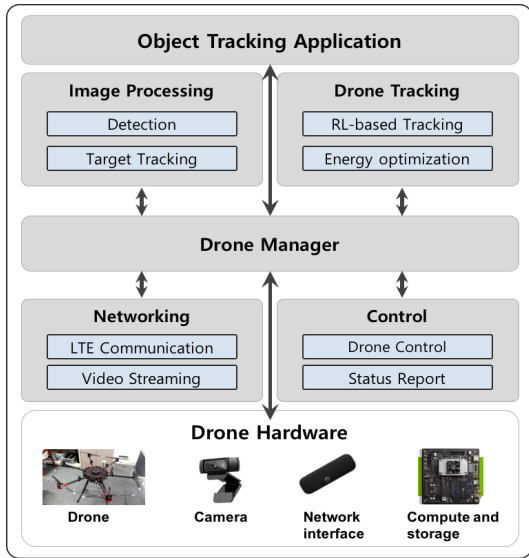 Object Tracking Application
Image Processing
Detection
Target Tracking
Drone Tracking
RL-based Tracking
Energy optimization
Drone Manager
Networking
LTE Communication
Video Streaming
Control
Drone Control
Status Report
Drone Hardware
Drone
Camera
Network
interface
Compute and
storage